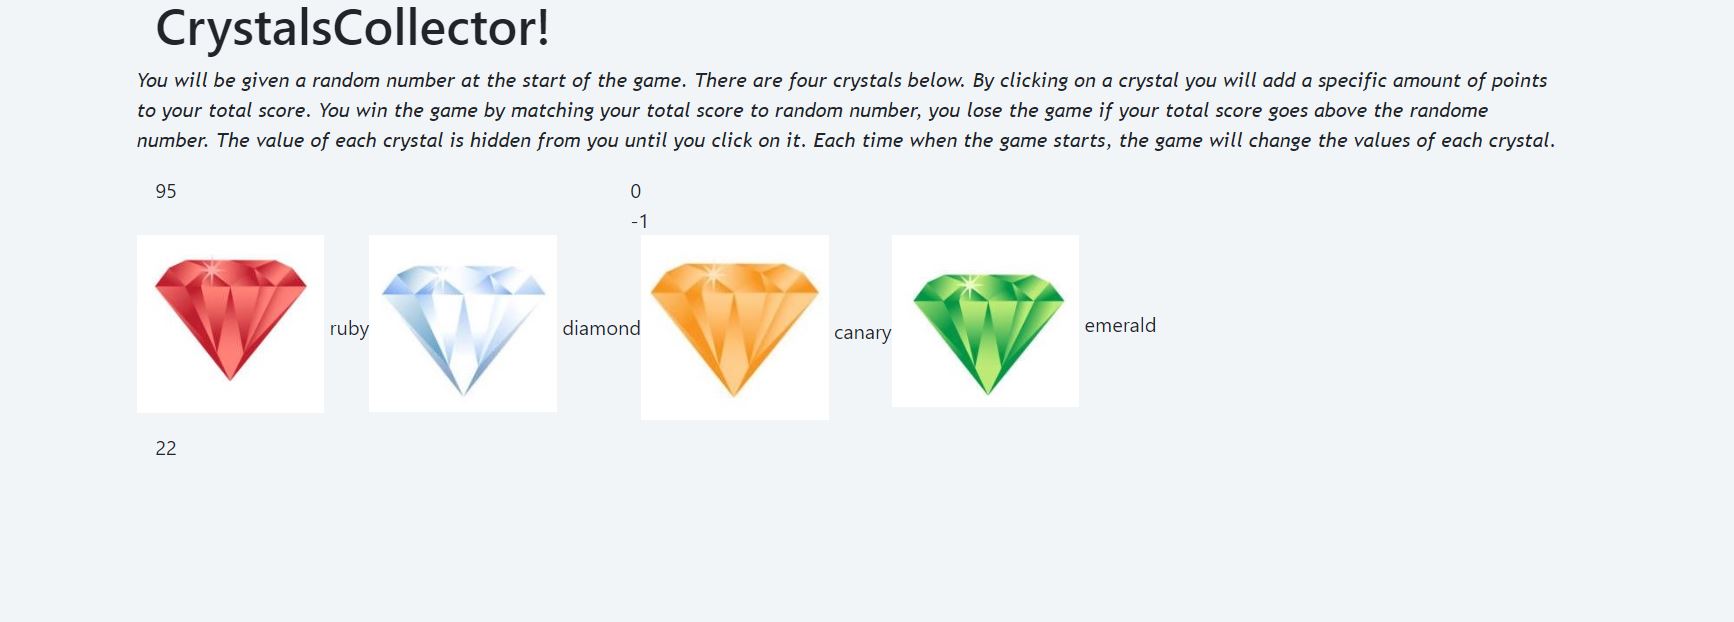 CrystalsCollector!
You will be given a random number at the start of the game. There are four crystals below. By clicking on a crystal you will add a specific amount of points
to your total score. You win the game by matching your total score to random number, you lose the game if your total score goes above the randome
number. The value of each crystal is hidden from you until you click on it. Each time when the game starts, the game will change the values of each crystal.
95 0
-1
ruby diamond canary emerald
22